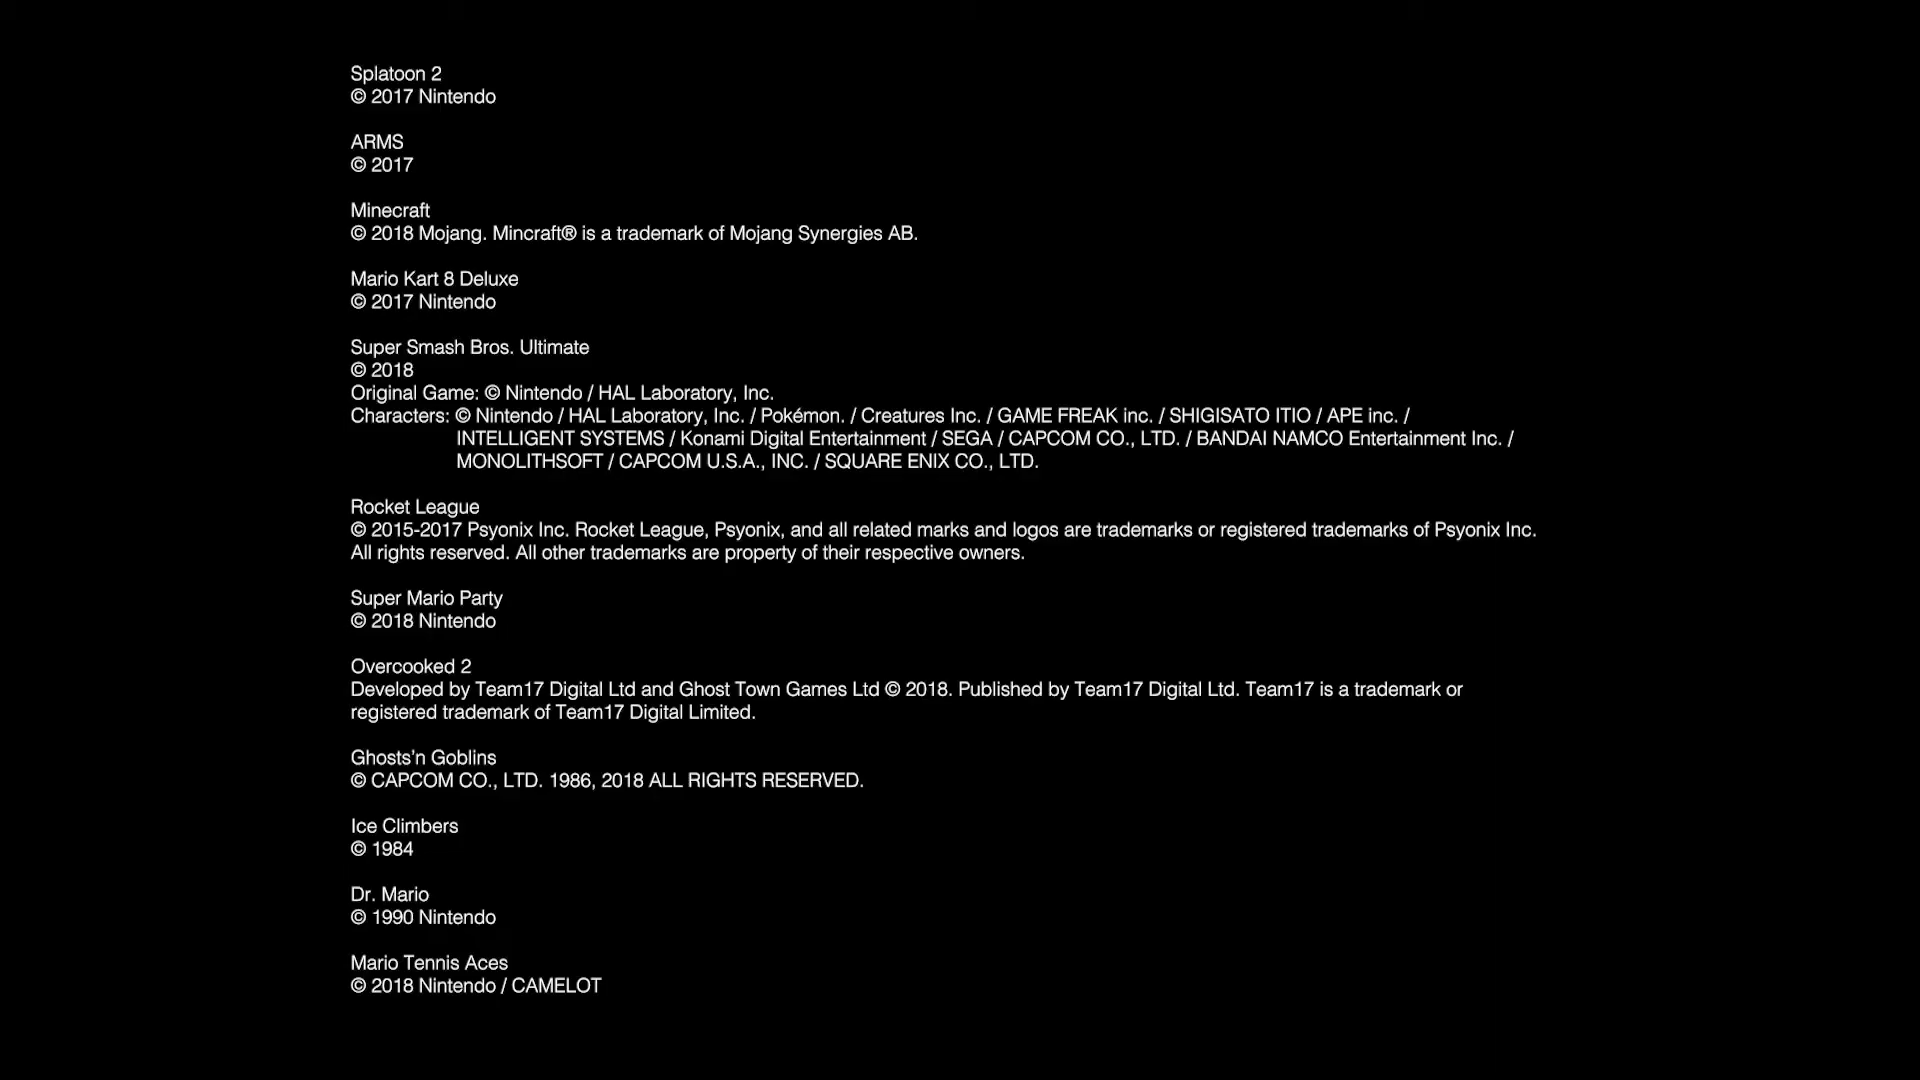 Splatoon 2
© 2017 Nintendo
ARMS
© 2017
Minecraft
© 2018 Mojang. Mincraft® is a trademark of Mojang Synergies AB.
Mario Kart 8 Deluxe
© 2017 Nintendo
Super Smash Bros. Ultimate
© 2018
Original Game: © Nintendo / HAL Laboratory, Inc.
Characters: © Nintendo / HAL Laboratory, Inc. / Pokémon. / Creatures Inc. / GAME FREAK inc. / SHIGISATO ITIO / APE inc. /
INTELLIGENT SYSTEMS / Konami Digital Entertainment / SEGA / CAPCOM CO., LTD. / BANDAI NAMCO Entertainment Inc. /
MONOLITHSOFT / CAPCOM U.S.A., INC. / SQUARE ENIX CO., LTD.
Rocket League
© 2015-2017 Psyonix Inc. Rocket League, Psyonix, and all related marks and logos are trademarks or registered trademarks of Psyonix Inc.
All rights reserved. All other trademarks are property of their respective owners.
Super Mario Party
© 2018 Nintendo
Overcooked 2
Developed by Team17 Digital Ltd and Ghost Town Games Ltd © 2018. Published by Team17 Digital Ltd. Team17 is a trademark or
registered trademark of Team17 Digital Limited.
Ghosts’n Goblins
© CAPCOM CO., LTD. 1986, 2018 ALL RIGHTS RESERVED.
Ice Climbers
© 1984
Dr. Mario
© 1990 Nintendo
Mario Tennis Aces
© 2018 Nintendo / CAMELOT